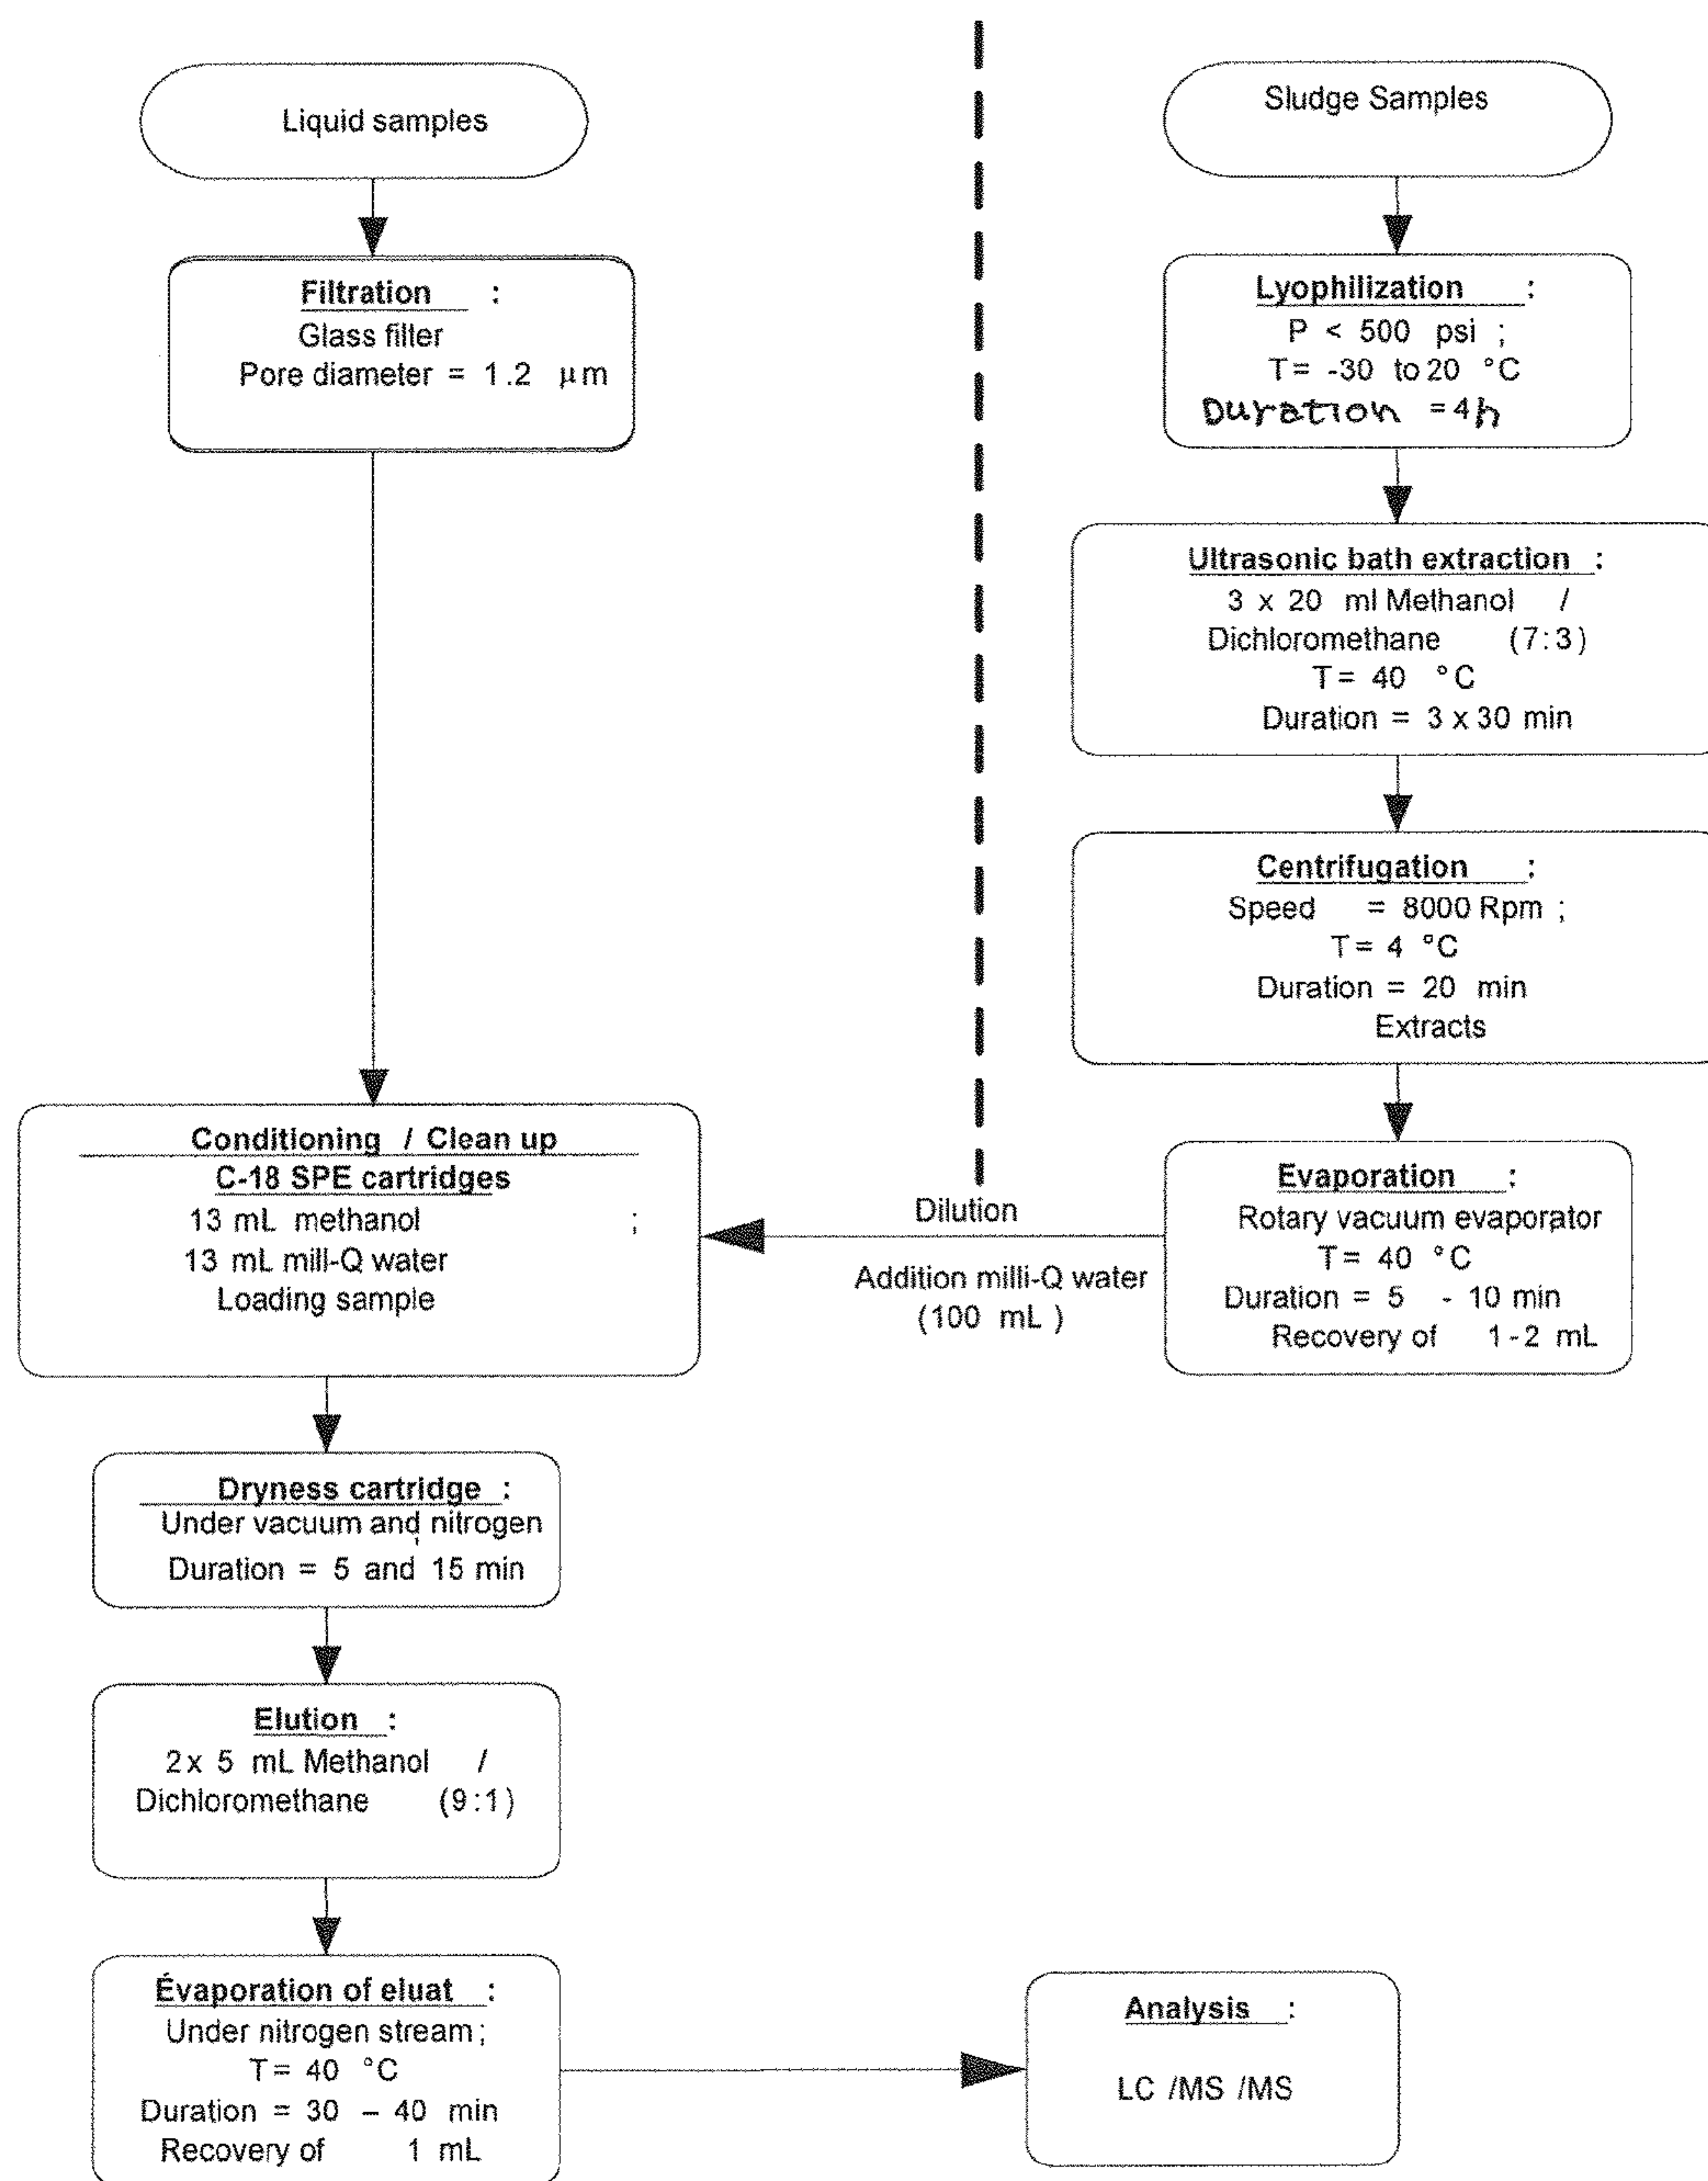 Liquid samples
Filtration :
Glass filler
Pore diameter = 1.2 µm
Sludge Samples
Lyophilization :
P < 500 psi ;
T = -30 to 20 °C
Duration = 4h
Ultrasonic bath extraction :
3 x 20 ml Methanol /
Dichloromethane (7:3)
T = 40 °C
Duration = 3 x 30 min
Centrifugation :
Speed = 8000 Rpm ;
T = 4 °C
Duration = 20 min
Extracts
Evaporation :
Rotary vacuum evaporator
T = 40 °C
Duration = 5 - 10 min
Recovery of 1 - 2 mL
Dilution
Addition milli-Q water
(100 mL )
Conditioning / Clean up
C-18 SPE cartridges
13 mL methanol ;
13 mL mill-Q water
Loading sample
Dryness cartridge :
Under vacuum and nitrogen
Duration = 5 and 15 min
Elution :
2 x 5 mL Methanol /
Dichloromethane (9:1)
Évaporation of eluat :
Under nitrogen stream ;
T = 40 °C
Duration = 30 – 40 min
Recovery of 1 mL
Analysis :
LC /MS /MS